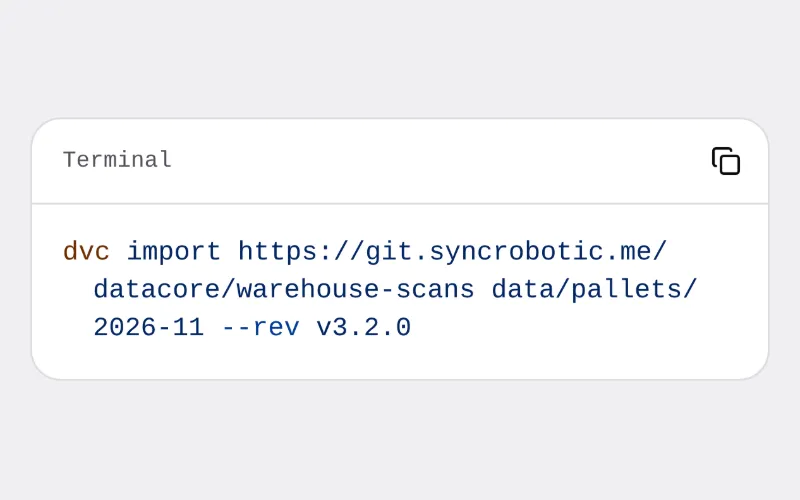 Terminal
dvc import https://git.syncrobotic.me/
datacore/warehouse-scans data/pallets/
2026-11 --rev v3.2.0